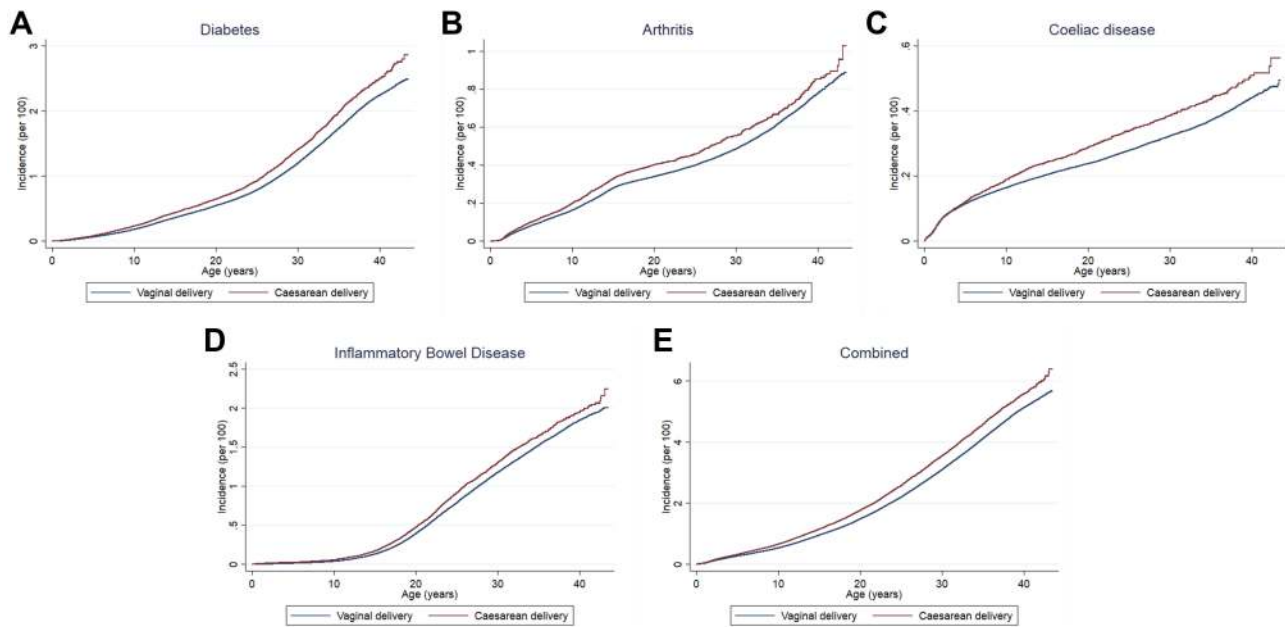 A
Diabetes
Incidence (per 100)
3
2
1
0
0 10 20 30 40
Age (years)
Vaginal delivery Caesarean delivery
B
Arthritis
Incidence (per 100)
1
.8
.6
.4
.2
0
0 10 20 30 40
Age (years)
Vaginal delivery Caesarean delivery
C
Coeliac disease
Incidence (per 100)
.6
.4
.2
0
0 10 20 30 40
Age (years)
Vaginal delivery Caesarean delivery
D
Inflammatory Bowel Disease
Incidence (per 100)
2.5
2
1.5
1
.5
0
0 10 20 30 40
Age (years)
Vaginal delivery Caesarean delivery
E
Combined
Incidence (per 100)
6
4
2
0
0 10 20 30 40
Age (years)
Vaginal delivery Caesarean delivery